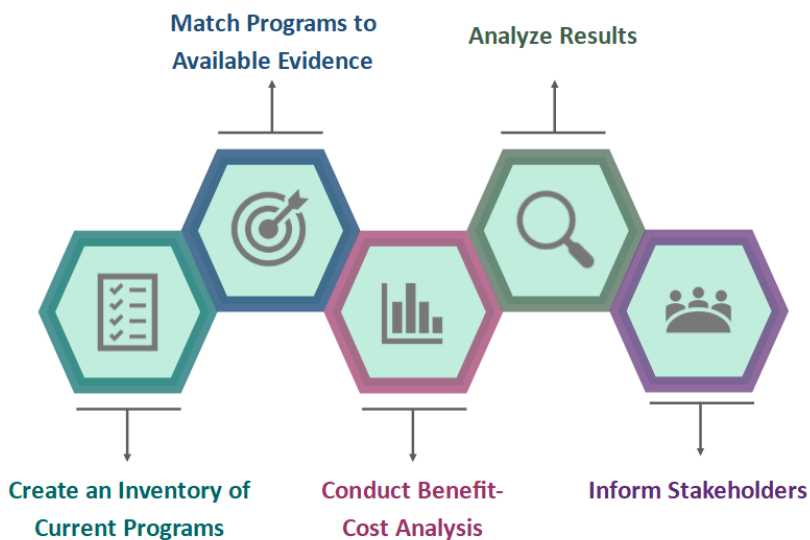 Match Programs to
Available Evidence
Analyze Results
Create an Inventory of
Current Programs
Conduct Benefit-
Cost Analysis
Inform Stakeholders